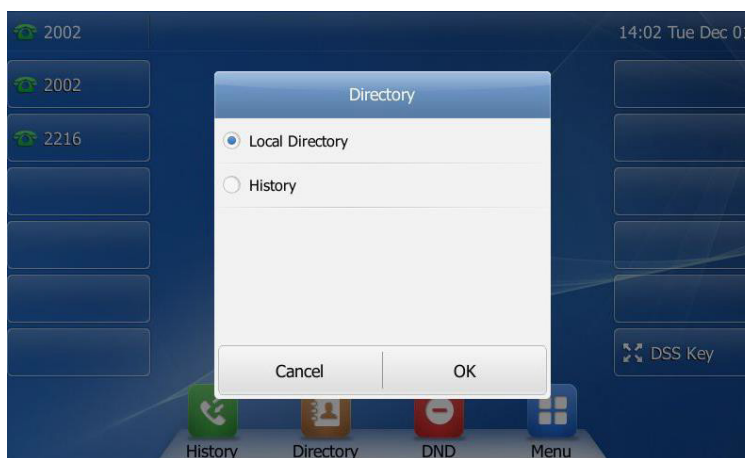 2002
14:02 Tue Dec 0
2002
2216
Directory
Local Directory
History
Cancel
OK
DSS Key
History
Directory
DND
Menu